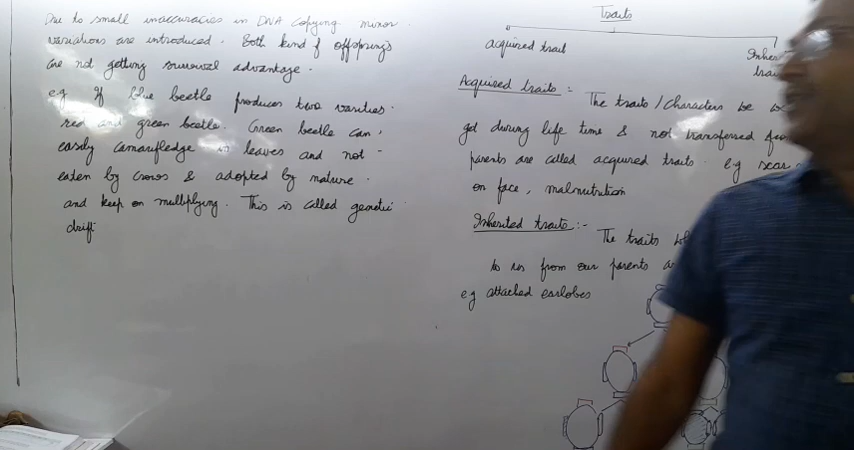 Due to small inaccuracies in DNA copying minor
variations are introduced. Both kind of offsprings
are not getting survival advantage.
e.g If blue beetle produces two varities.
red and green beetle. Green beetle can
easily camaufledge in leaves and not -
eaten by crows & adopted by nature.
and keep on multiplying. This is called genetic
drift
Traits
acquired trait
Inher
trai
Acquired traits :
The traits/characters we
get during life time & not transferred
parents are called acquired traits. eg scar
on face, malnutrition
Inherited traits :-
The traits
to us from our parents
eg attached earlobes